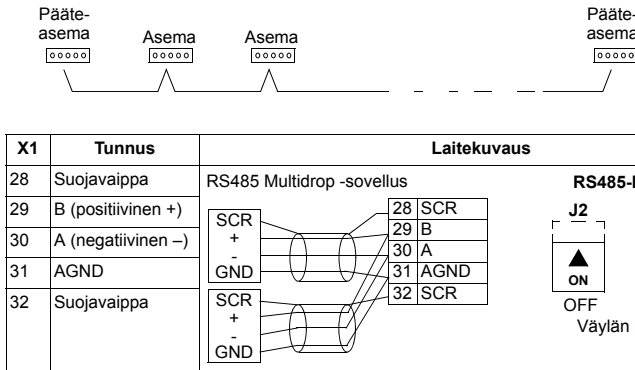 Pääte-
asema
Asema
Asema
Pääte-
asema
X1 Tunnus Laitekuvaus
28 Suojavaippa
29 B (positiivinen +)
30 A (negatiivinen –)
31 AGND
32 Suojavaippa
RS485 Multidrop -sovellus
SCR
+
-
GND
SCR
+
-
GND
28 SCR
29 B
30 A
31 AGND
32 SCR
RS485-
J2
ON
OFF
Väylän